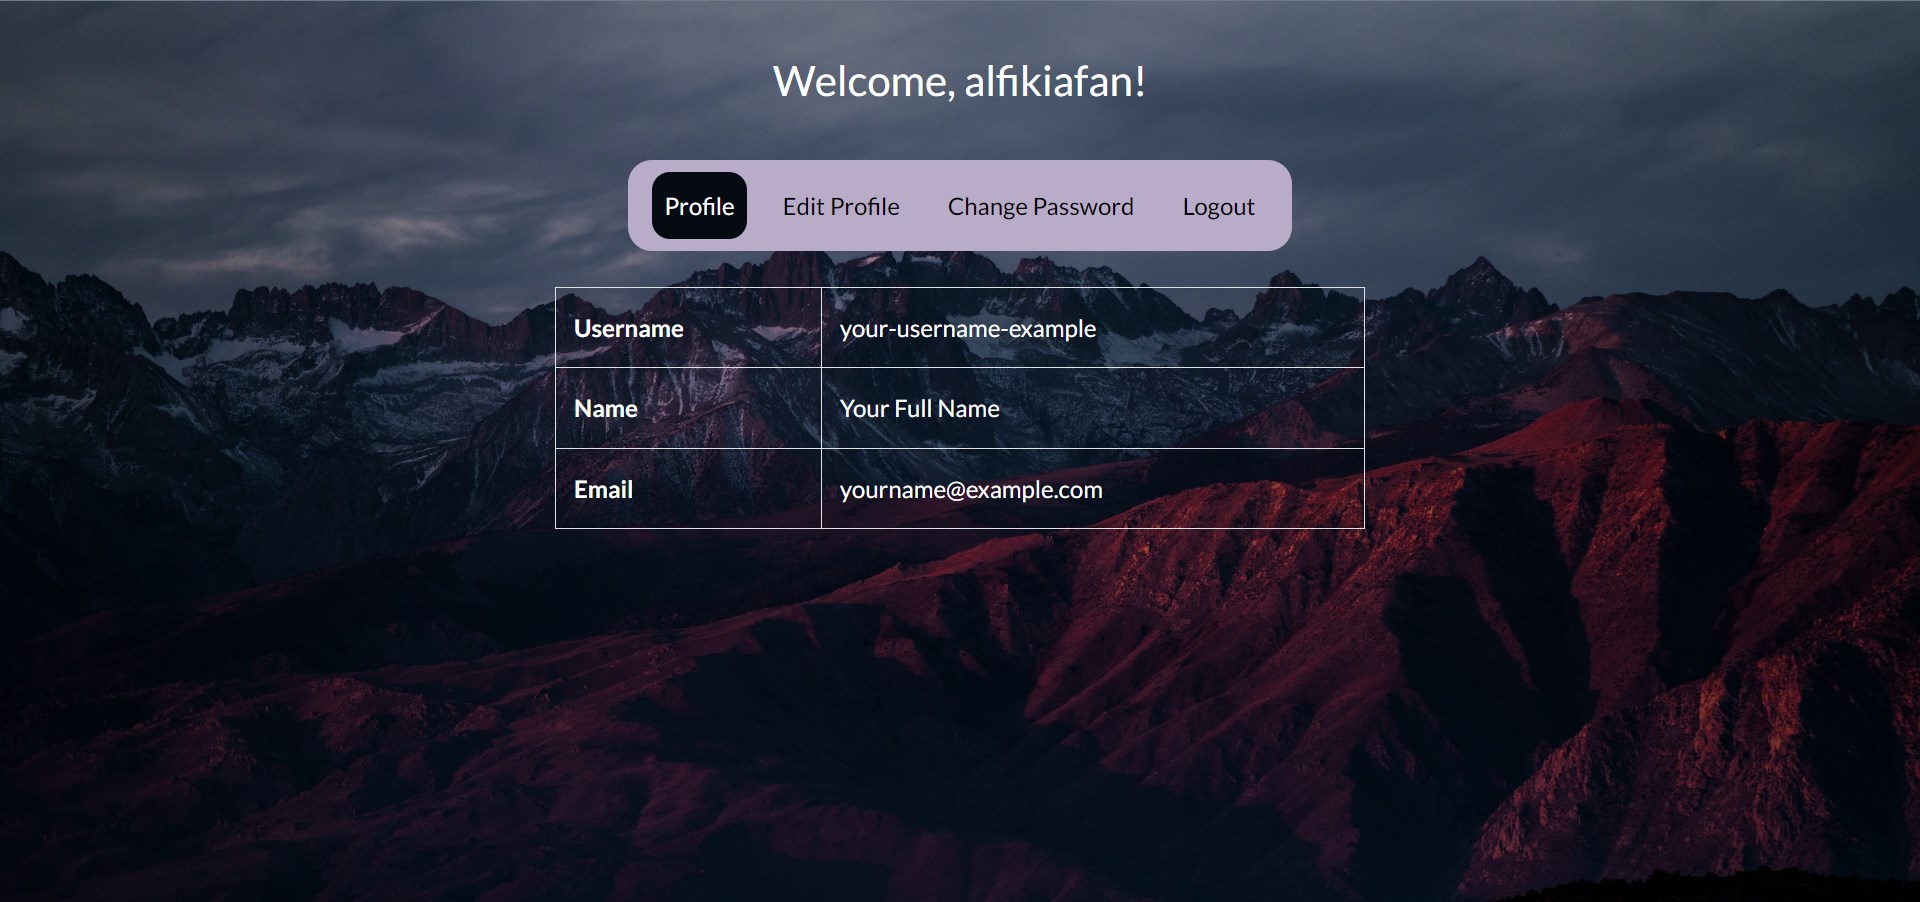 Welcome, alfikiafan!
Profile Edit Profile Change Password Logout
Username your-username-example
Name Your Full Name
Email yourname@example.com